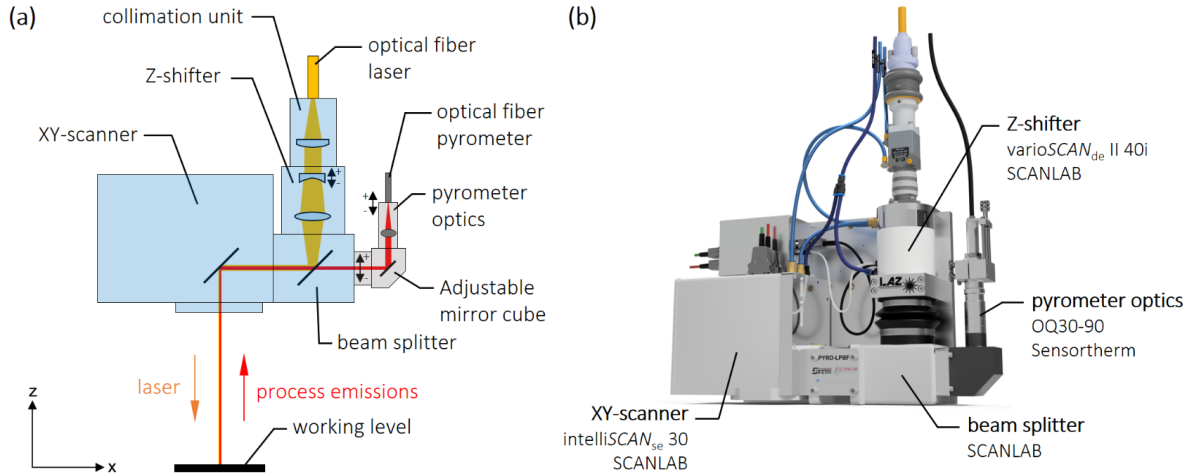 (a)
collimation unit
optical fiber
laser
Z-shifter
optical fiber
pyrometer
XY-scanner
pyrometer
optics
Adjustable
mirror cube
beam splitter
laser
process emissions
working level
z
x
+
-
+
-
+
-
(b)
Z-shifter
varioSCANde II 40i
SCANLAB
LAZ
pyrometer optics
OQ30-90
Sensortherm
PYRO-LPBF
XY-scanner
intelliSCANse 30
SCANLAB
beam splitter
SCANLAB